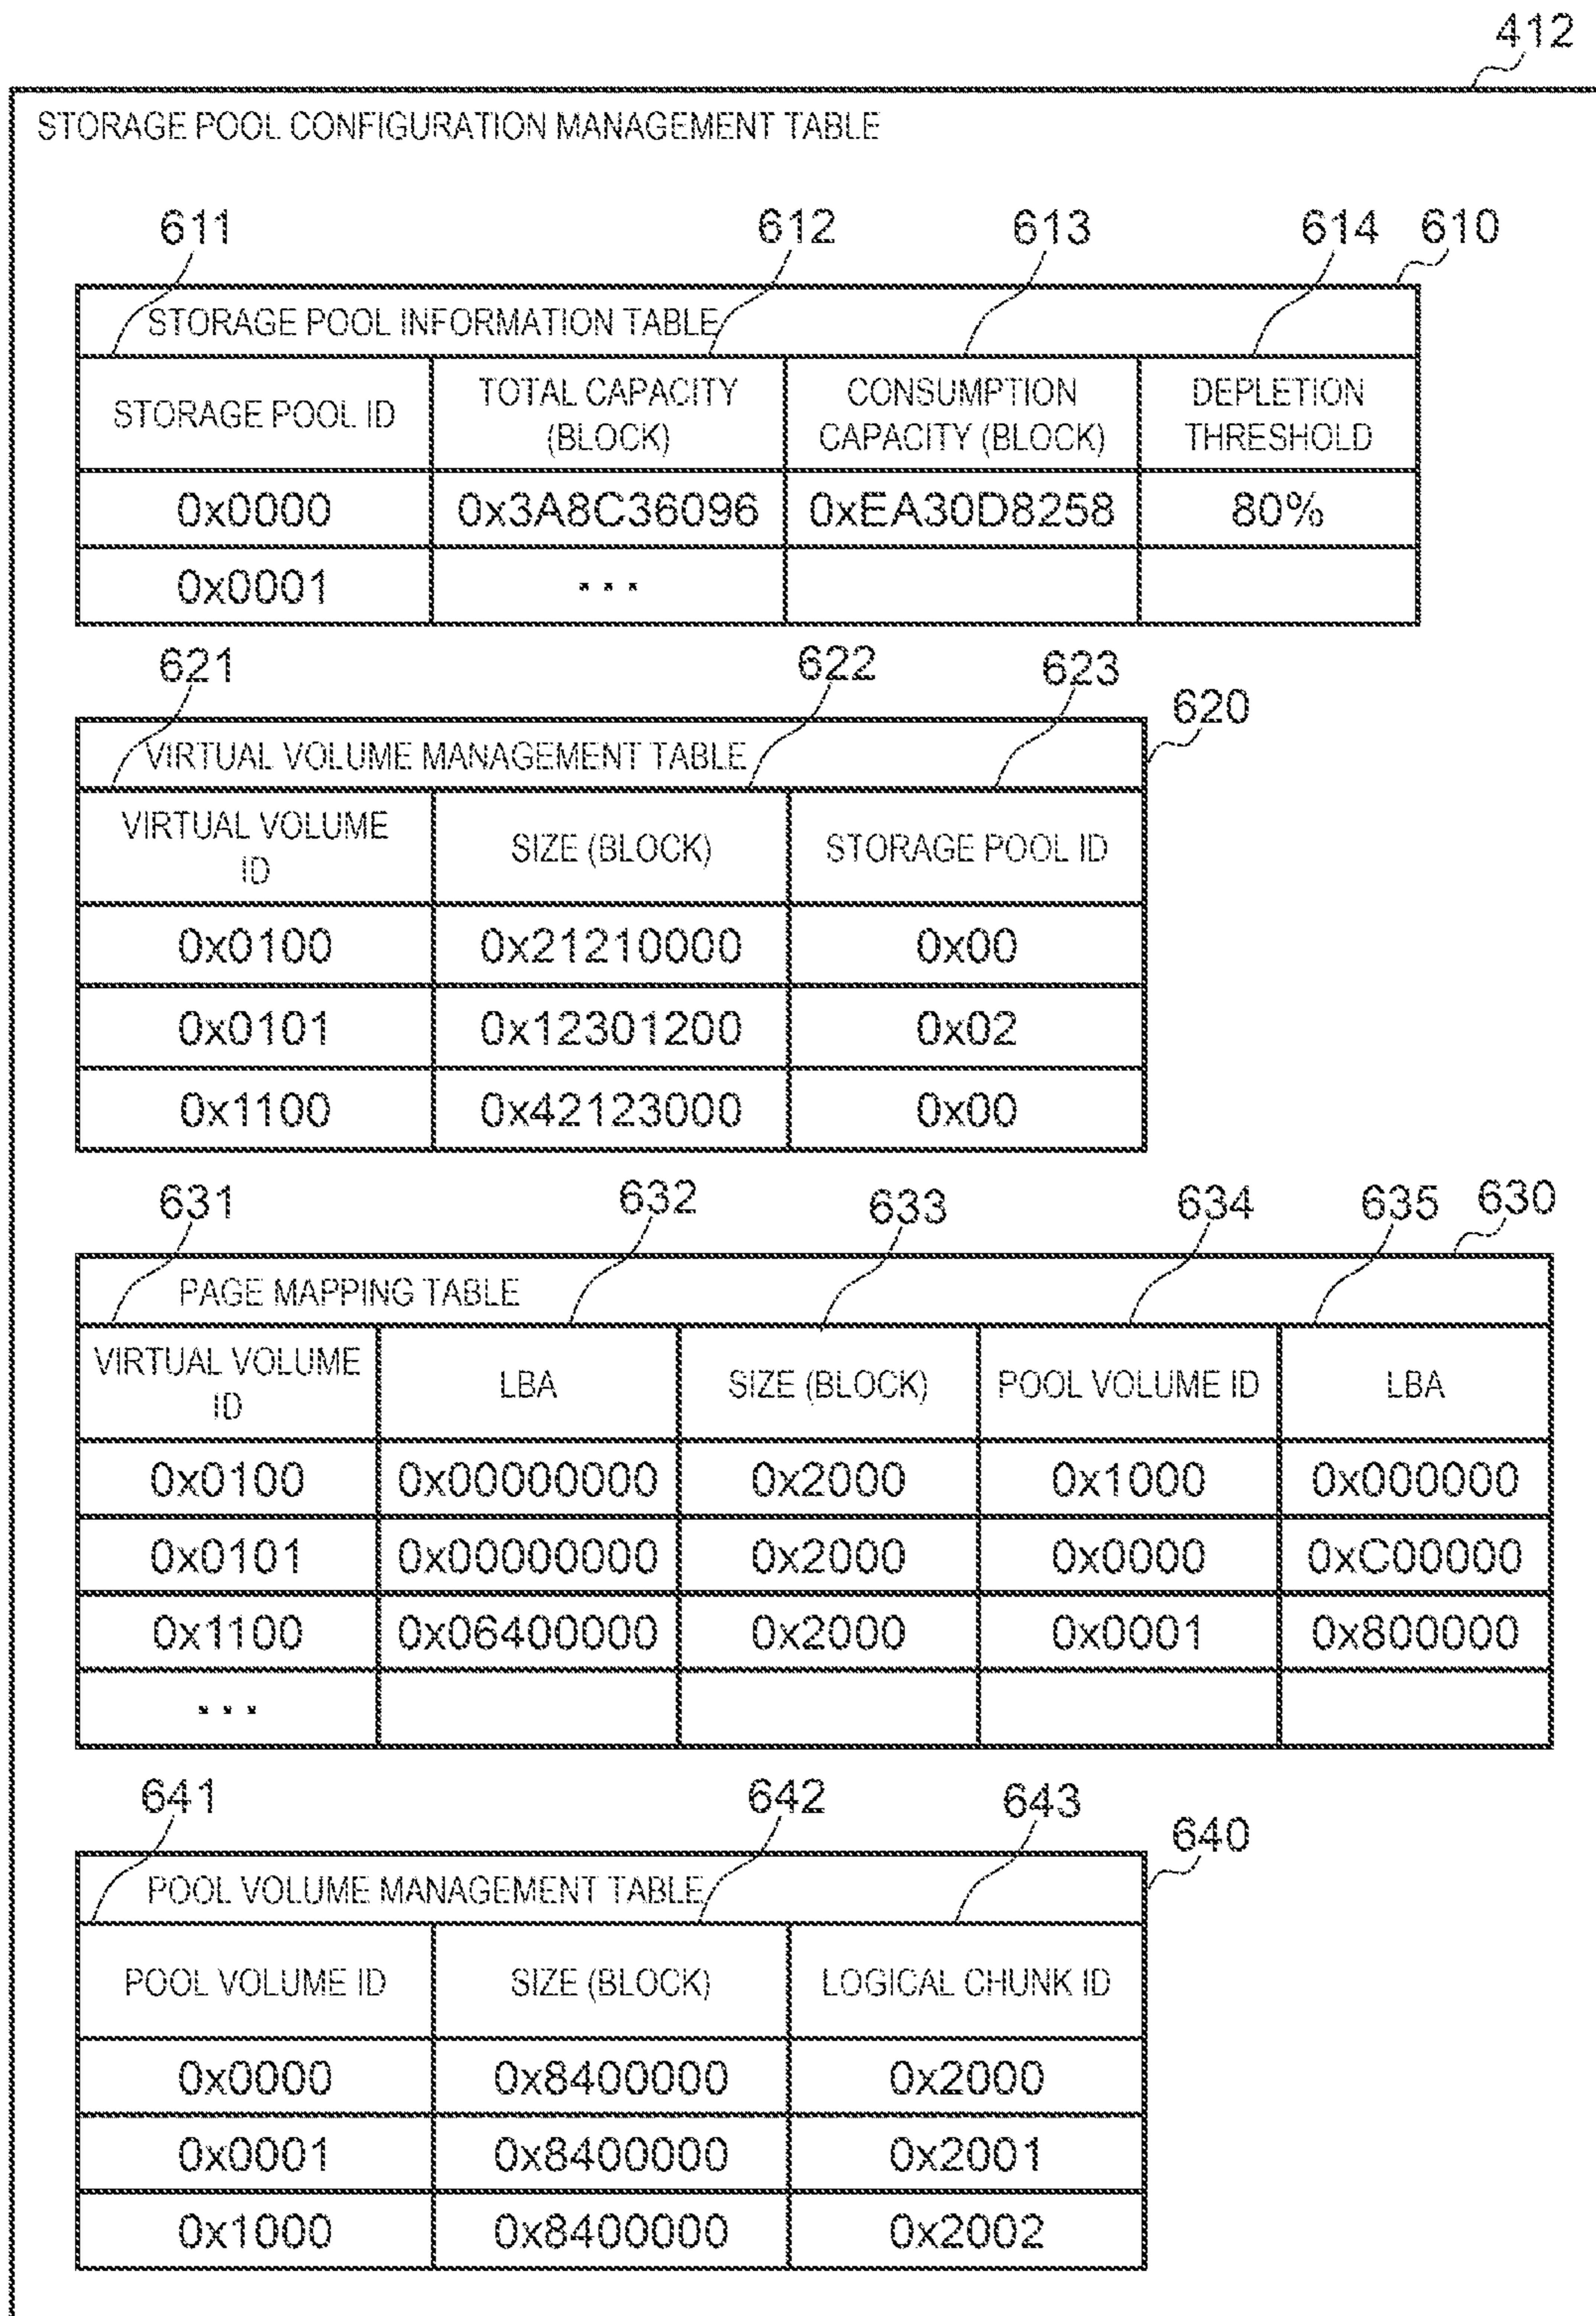 412
STORAGE POOL CONFIGURATION MANAGEMENT TABLE
611 612 613 614 610
STORAGE POOL INFORMATION TABLE
STORAGE POOL ID TOTAL CAPACITY (BLOCK) CONSUMPTION CAPACITY (BLOCK) DEPLETION THRESHOLD
0x0000 0x3A8C36096 0xEA30D8258 80%
0x0001 ...
621 622 623 620
VIRTUAL VOLUME MANAGEMENT TABLE
VIRTUAL VOLUME ID SIZE (BLOCK) STORAGE POOL ID
0x0100 0x21210000 0x00
0x0101 0x12301200 0x02
0x1100 0x42123000 0x00
631 632 633 634 635 630
PAGE MAPPING TABLE
VIRTUAL VOLUME ID LBA SIZE (BLOCK) POOL VOLUME ID LBA
0x0100 0x00000000 0x2000 0x1000 0x000000
0x0101 0x00000000 0x2000 0x0000 0xC00000
0x1100 0x06400000 0x2000 0x0001 0x800000
...
641 642 643 640
POOL VOLUME MANAGEMENT TABLE
POOL VOLUME ID SIZE (BLOCK) LOGICAL CHUNK ID
0x0000 0x8400000 0x2000
0x0001 0x8400000 0x2001
0x1000 0x8400000 0x2002